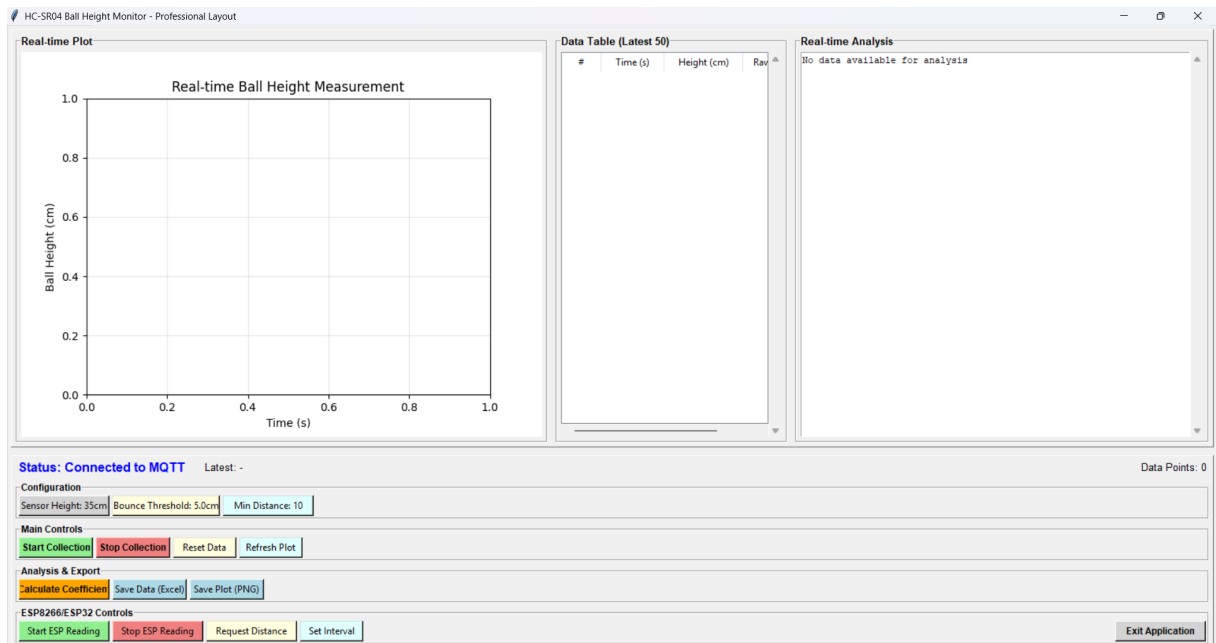 HC-SR04 Ball Height Monitor - Professional Layout
Real-time Plot
Real-time Ball Height Measurement
1.0
0.8
0.6
0.4
0.2
0.0
Ball Height (cm)
0.0 0.2 0.4 0.6 0.8 1.0
Time (s)
Data Table (Latest 50)
# Time (s) Height (cm) Raw
Real-time Analysis
No data available for analysis
Status: Connected to MQTT Latest: - Data Points: 0
Configuration
Sensor Height: 35cm Bounce Threshold: 5.0cm Min Distance: 10
Main Controls
Start Collection Stop Collection Reset Data Refresh Plot
Analysis & Export
Calculate Coefficien Save Data (Excel) Save Plot (PNG)
ESP8266/ESP32 Controls
Start ESP Reading Stop ESP Reading Request Distance Set Interval Exit Application